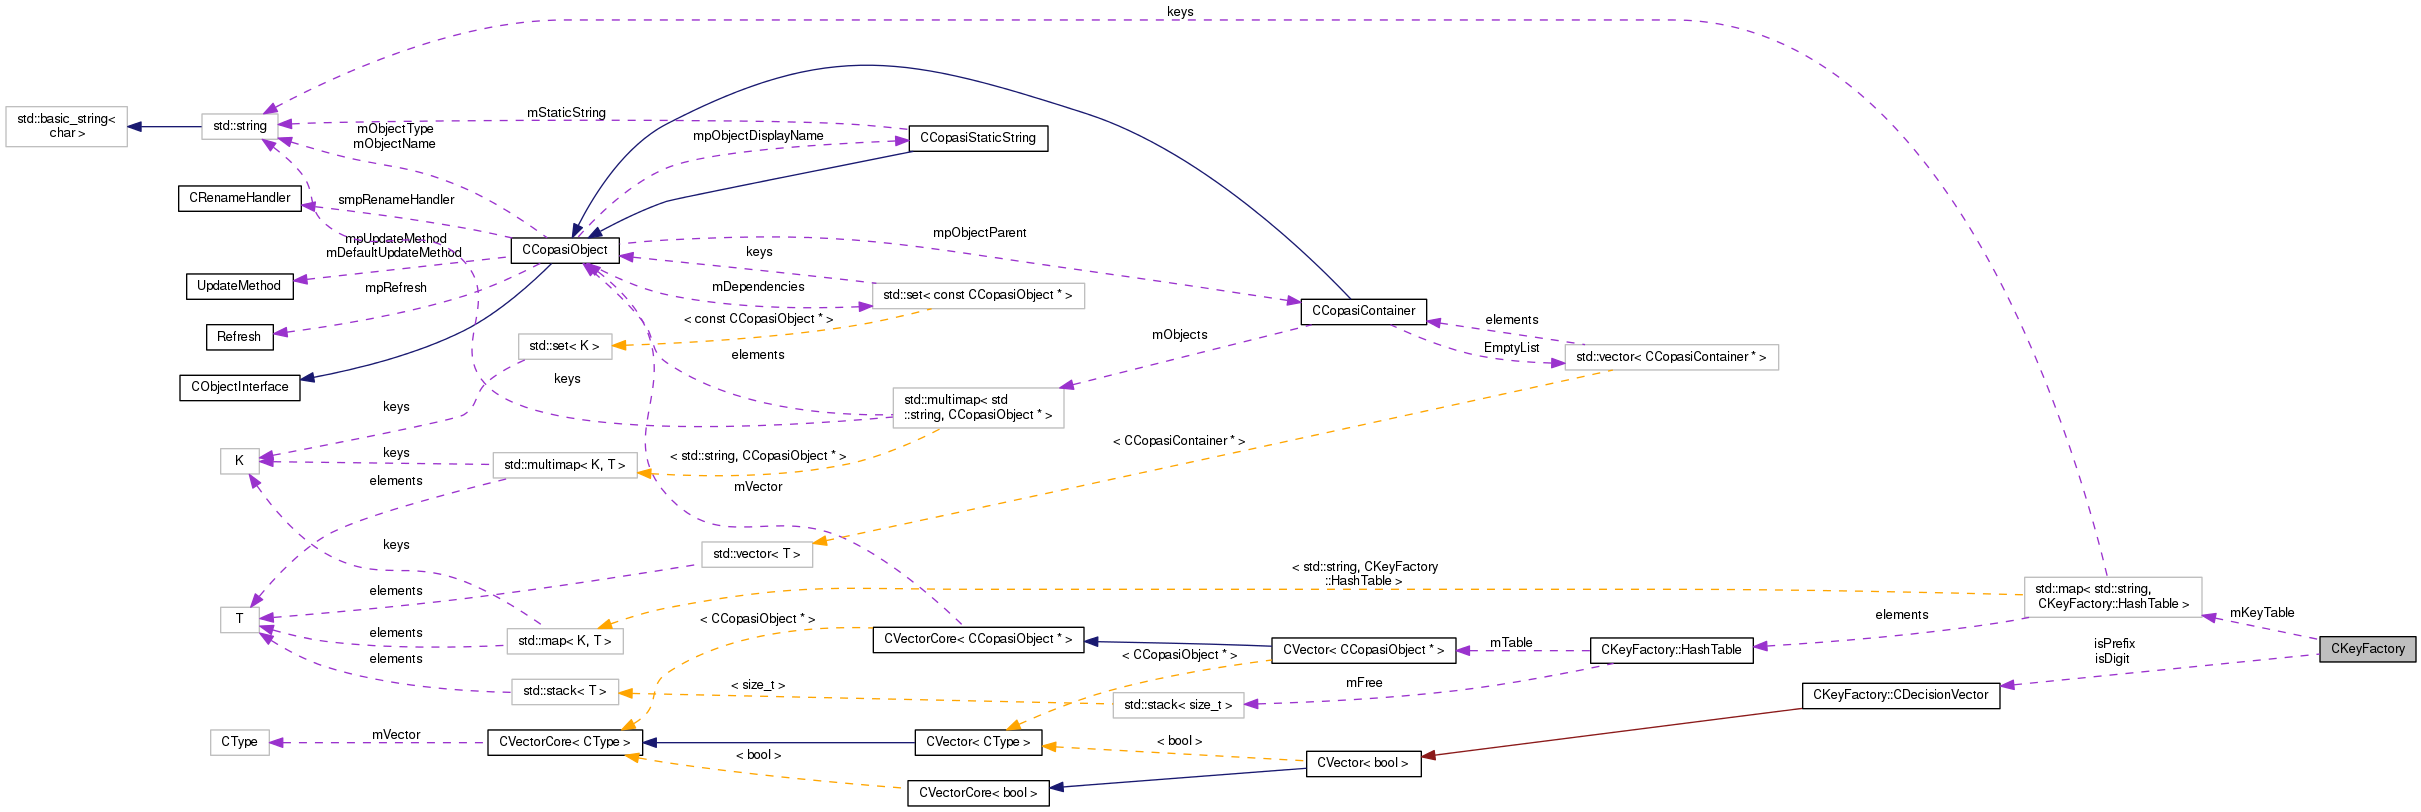 keys
std::basic_string<
char >
std::string
mStaticString
mObjectType
mObjectName
mpObjectDisplayName
CCopasiStaticString
CRenameHandler
smpRenameHandler
mpUpdateMethod
mDefaultUpdateMethod
CCopasiObject
mpObjectParent
keys
UpdateMethod
mpRefresh
mDependencies
std::set< const CCopasiObject * >
CCopasiContainer
Refresh
< const CCopasiObject * >
std::set< K >
elements
mObjects
elements
EmptyList
std::vector< CCopasiContainer * >
CObjectInterface
keys
keys
std::multimap< std
::string, CCopasiObject * >
< CCopasiContainer * >
K
keys
std::multimap< K, T >
< std::string, CCopasiObject * >
elements
mVector
keys
std::vector< T >
< std::string, CKeyFactory
::HashTable >
elements
T
elements
std::map< K, T >
< CCopasiObject * >
CVectorCore< CCopasiObject * >
< CCopasiObject * >
CVector< CCopasiObject * >
mTable
CKeyFactory::HashTable
elements
std::map< std::string,
CKeyFactory::HashTable >
mKeyTable
CKeyFactory
isPrefix
isDigit
elements
std::stack< T >
< size_t >
std::stack< size_t >
mFree
CKeyFactory::CDecisionVector
CType
mVector
CVectorCore< CType >
CVector< CType >
< bool >
< bool >
CVector< bool >
CVectorCore< bool >